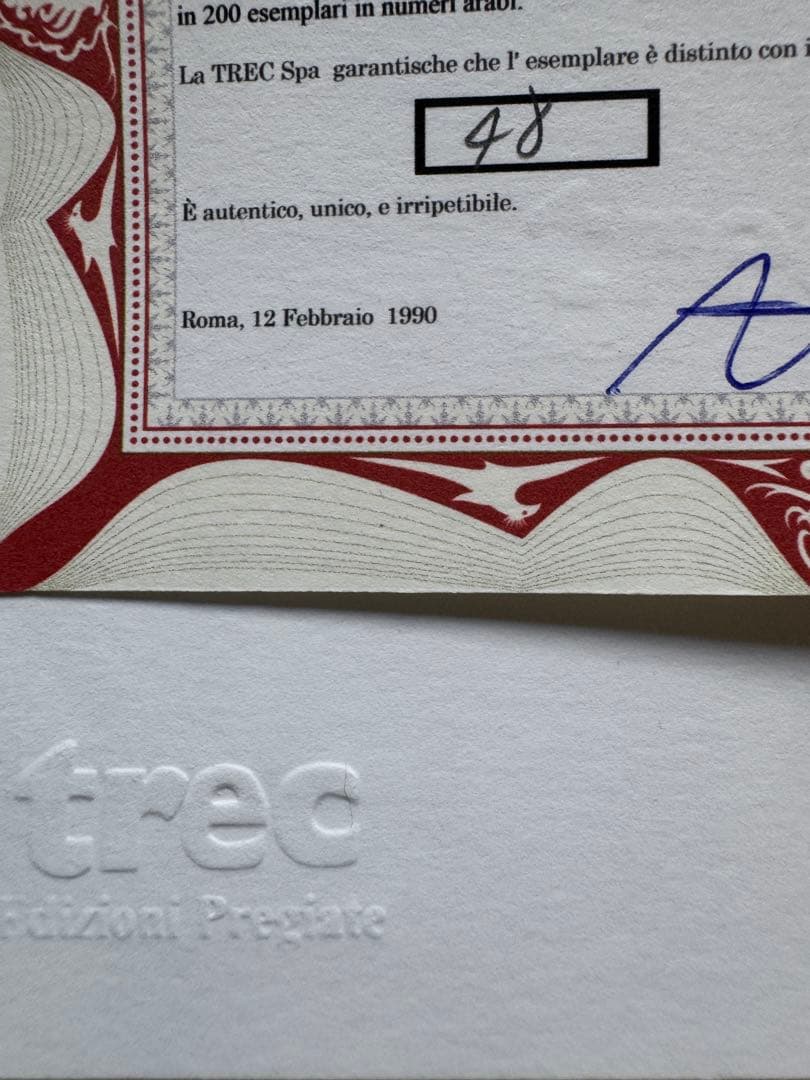 in 200 esemplari in numeri arabi.
La TREC Spa garantische che l' esemplare è distinto con
48
È autentico, unico, e irripetibile.
Roma, 12 Febbraio 1990
trec
Edizioni Pregiate